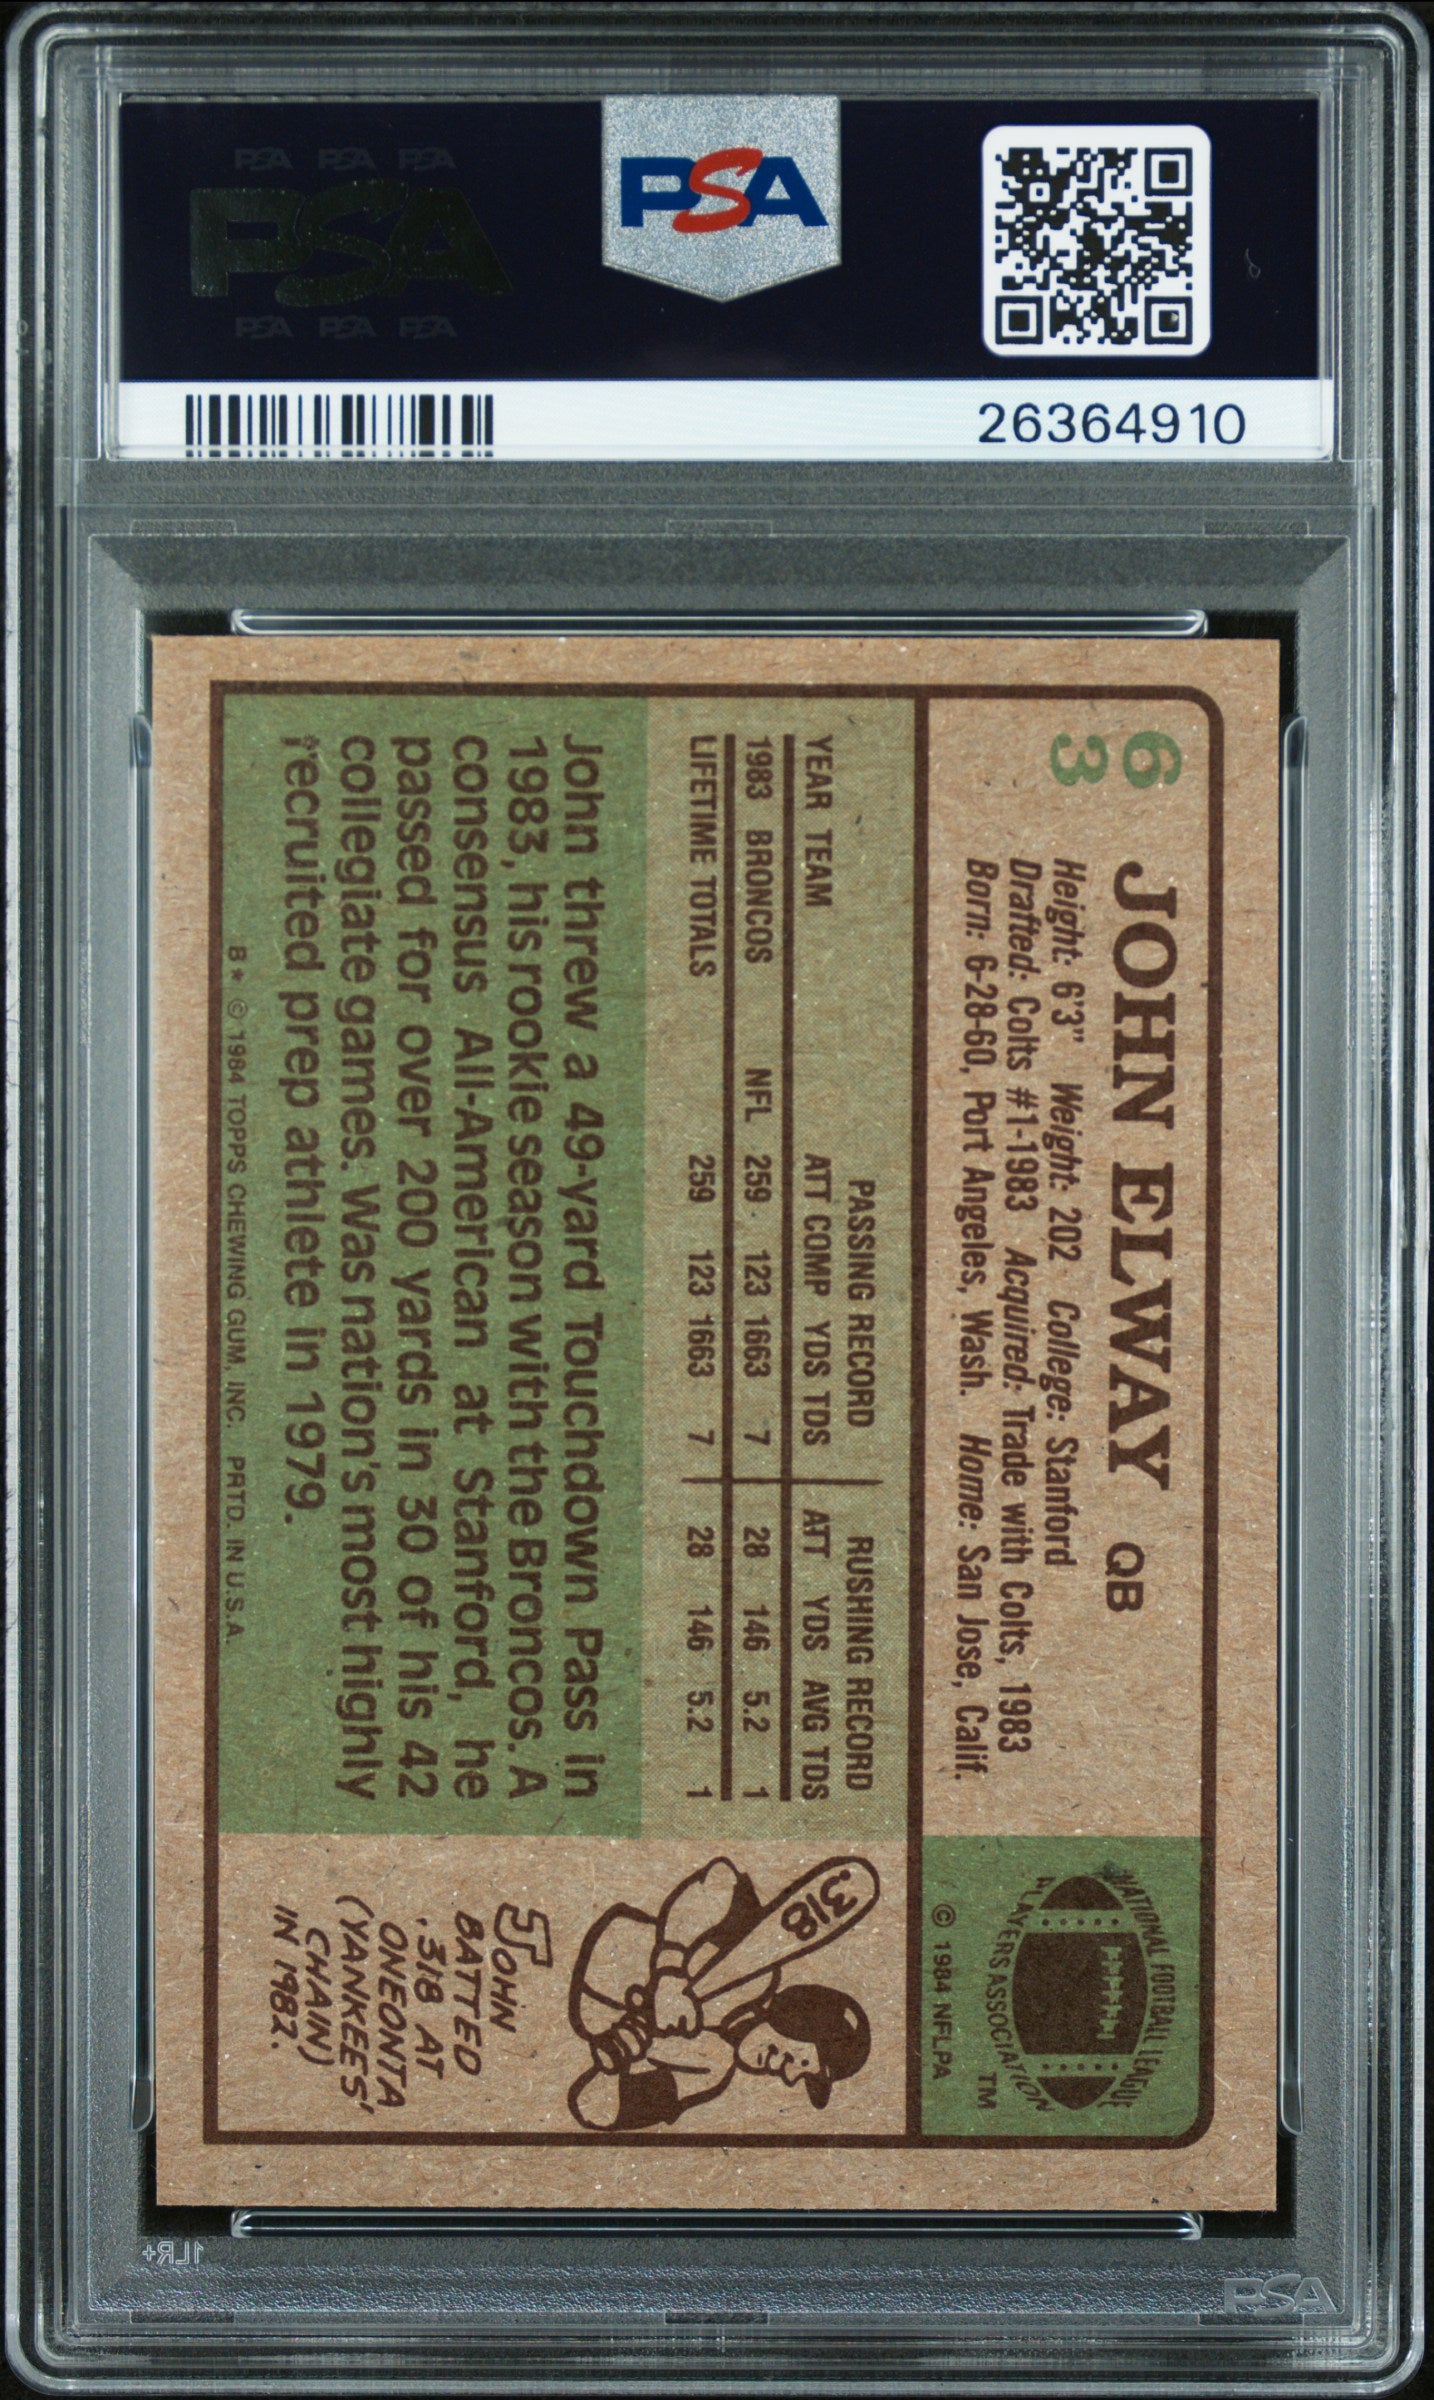 PSA PSA PSA
PSA
PSA PSA PSA
PSA
26364910
63
JOHN ELWAY QB
Height: 6'3" Weight: 202 College: Stanford
Drafted: Colts #1-1983 Acquired: Trade with Colts, 1983
Born: 6-28-60, Port Angeles, Wash. Home: San Jose, Calif.
NATIONAL FOOTBALL LEAGUE
PLAYERS ASSOCIATION
TM
© 1984 NFLPA
PASSING RECORD RUSHING RECORD
YEAR TEAM ATT COMP YDS TDS ATT YDS AVG TDS
1983 BRONCOS NFL 259 123 1663 7 28 146 5.2 1
LIFETIME TOTALS 259 123 1663 7 28 146 5.2 1
John threw a 49-yard Touchdown Pass in
1983, his rookie season with the Broncos. A
consensus All-American at Stanford, he
passed for over 200 yards in 30 of his 42
collegiate games. Was nation's most highly
recruited prep athlete in 1979.
B* © 1984 TOPPS CHEWING GUM, INC. PRTD. IN U.S.A.
.318
JOHN
BATTED
.318 AT
ONEONTA
(YANKEES'
CHAIN)
IN 1982.
1LR+
PSA